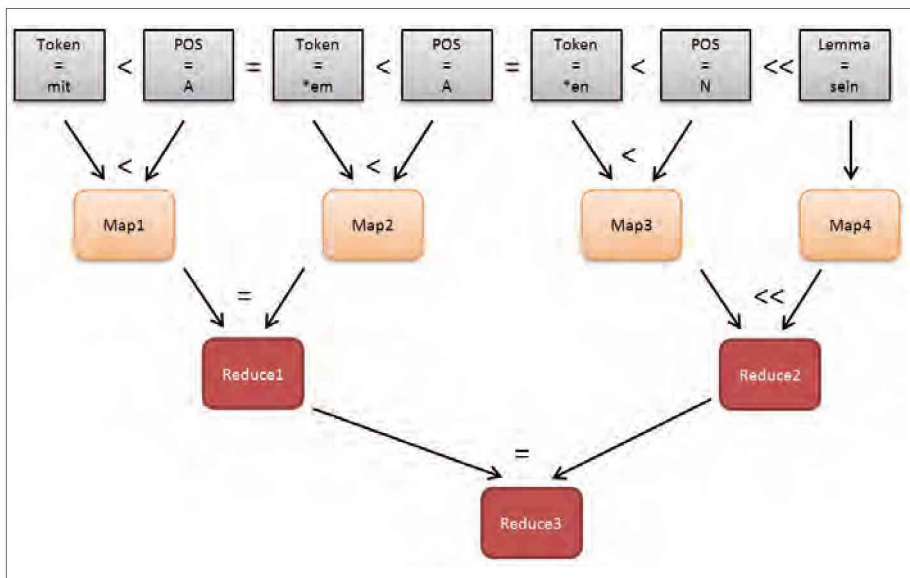 Token
=
mit
<
POS
=
A
=
Token
=
*em
<
POS
=
A
=
Token
=
*en
<
POS
=
N
<<
Lemma
=
sein
<
<
<
Map1
Map2
Map3
Map4
=
<<
Reduce1
Reduce2
=
Reduce3